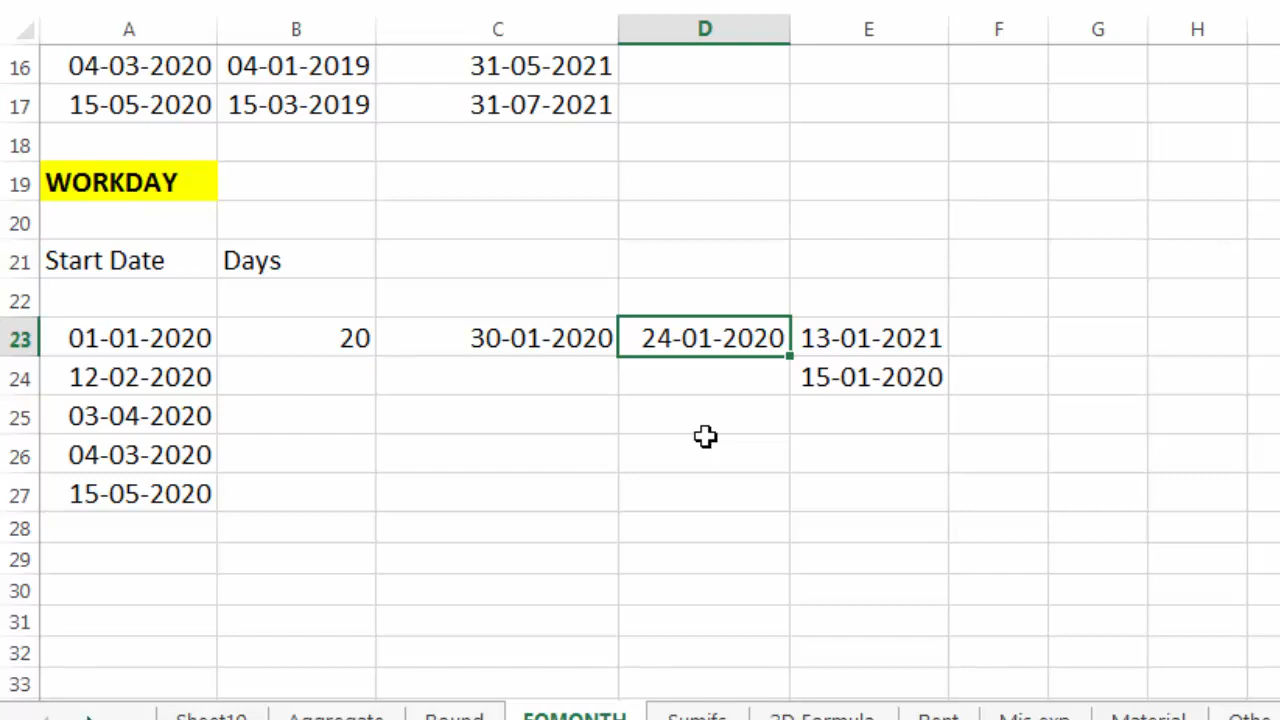 A B C D E F G H
16 04-03-2020 04-01-2019 31-05-2021
17 15-05-2020 15-03-2019 31-07-2021
18
19 WORKDAY
20
21 Start Date Days
22
23 01-01-2020 20 30-01-2020 24-01-2020 13-01-2021
24 12-02-2020 15-01-2020
25 03-04-2020
26 04-03-2020
27 15-05-2020
28
29
30
31
32
33
Sheet10 Aggregate Round EOMONTH Sumifs 3D Formula Rent Mis exp Material Othe